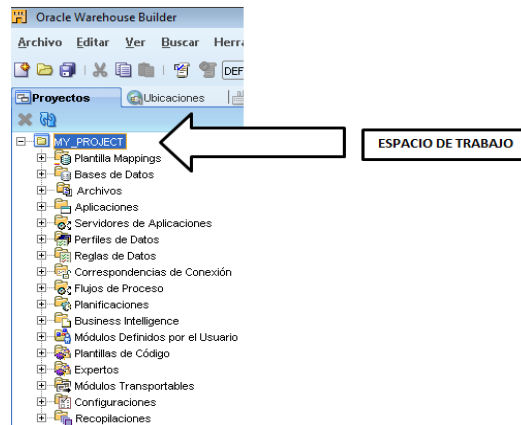 Oracle Warehouse Builder
Archivo Editar Ver Buscar
DEF
Proyectos Ubicaciones
MY_PROJECT
ESPACIO DE TRABAJO
Plantilla Mappings
Bases de Datos
Archivos
Aplicaciones
Servidores de Aplicaciones
Perfiles de Datos
Reglas de Datos
Correspondencias de Conexión
Flujos de Proceso
Planificaciones
Business Intelligence
Módulos Definidos por el Usuario
Plantillas de Código
Expertos
Módulos Transportables
Configuraciones
Recopilaciones